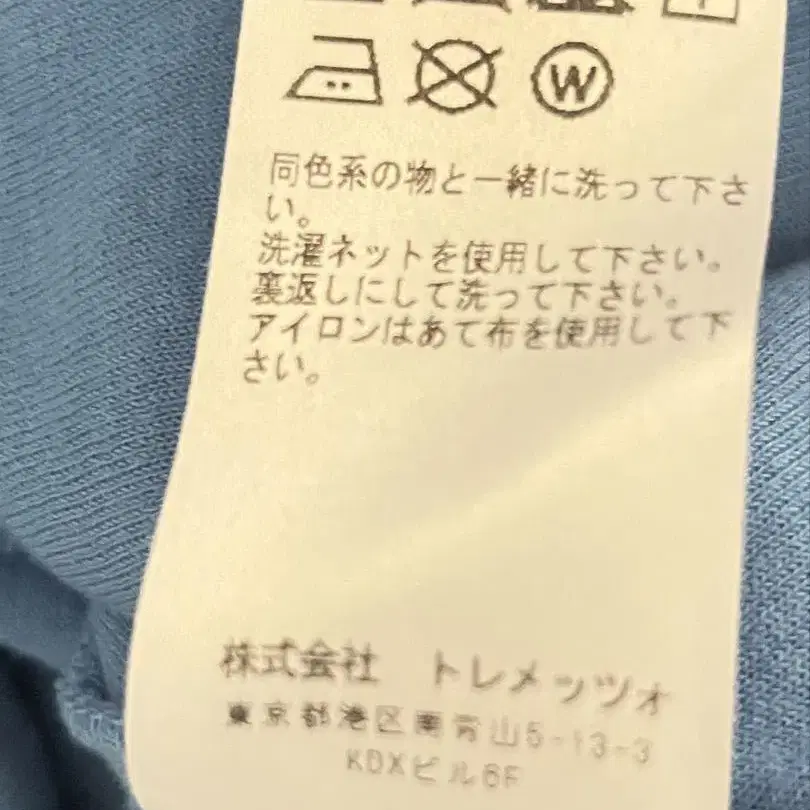 W
同色系の物と一緒に洗って下さ
い。
洗濯ネットを使用して下さい。
裏返しにして洗って下さい。
アイロンはあて布を使用して下
さい。
株式会社 トレメッツォ
東京都港区南青山5-13-3
KDXビル6F